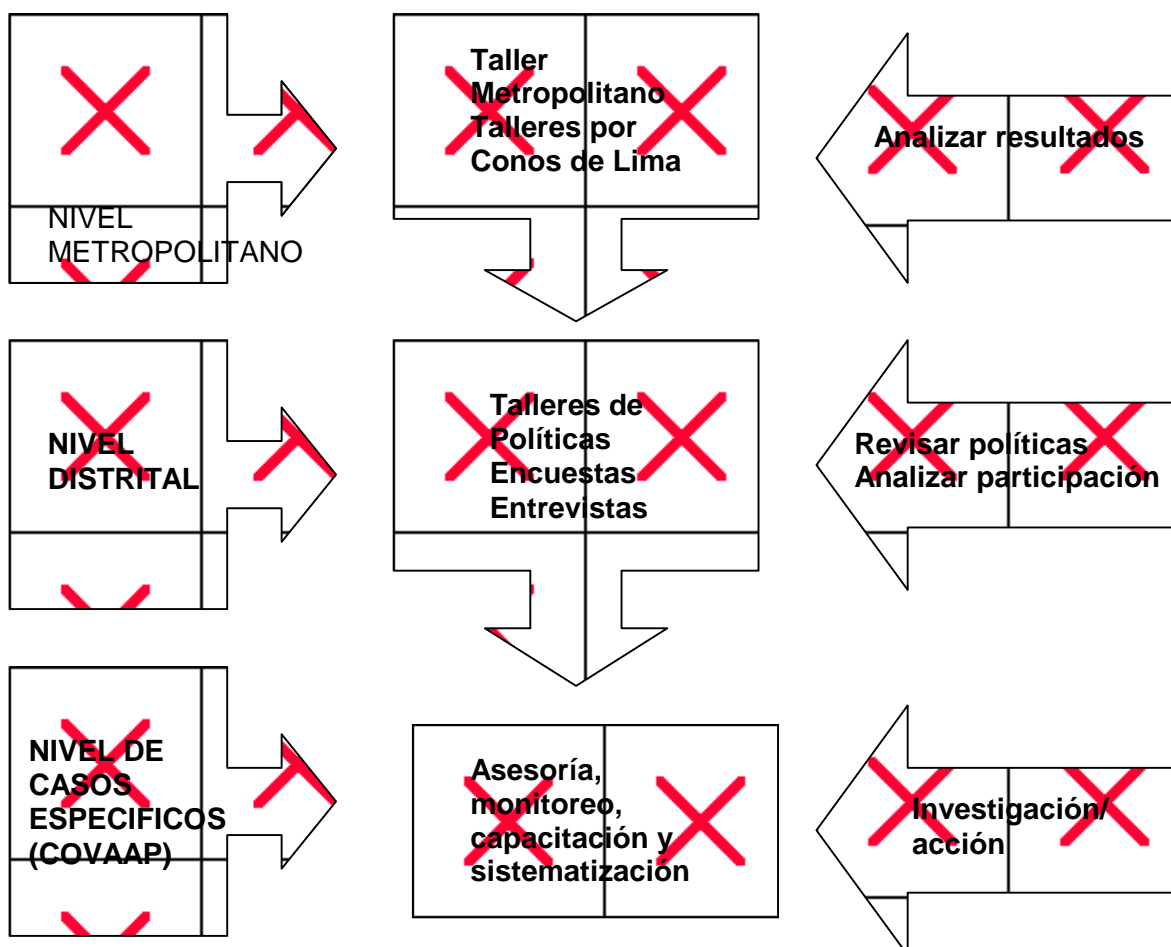 NIVEL
METROPOLITANO
Taller
Metropolitano
Talleres por
Conos de Lima
Analizar resultados
NIVEL
DISTRITAL
Talleres de
Políticas
Encuestas
Entrevistas
Revisar políticas
Analizar participación
NIVEL DE
CASOS
ESPECIFICOS
(COVAAP)
Asesoría,
monitoreo,
capacitación y
sistematización
Investigación/
acción